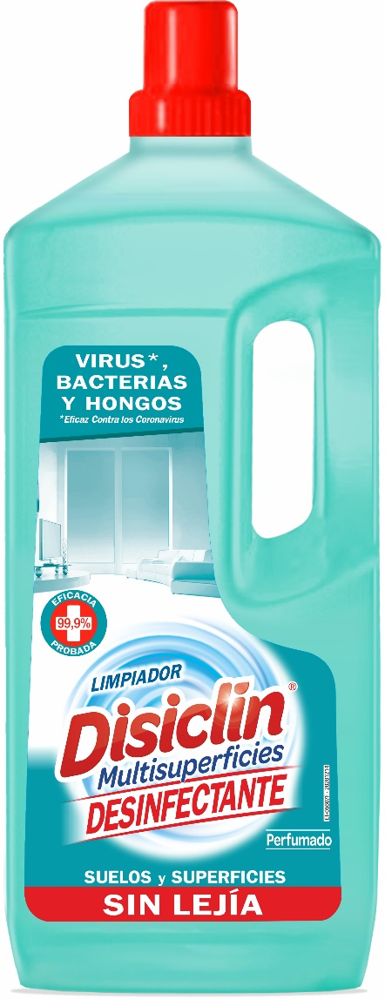 VIRUS*,
BACTERIAS
Y HONGOS
*Eficaz Contra los Coronavirus
EFICACIA
99,9%
PROBADA
LIMPIADOR
Disiclin®
Multisuperficies
DESINFECTANTE
Perfumado
SUELOS y SUPERFICIES
SIN LEJÍA